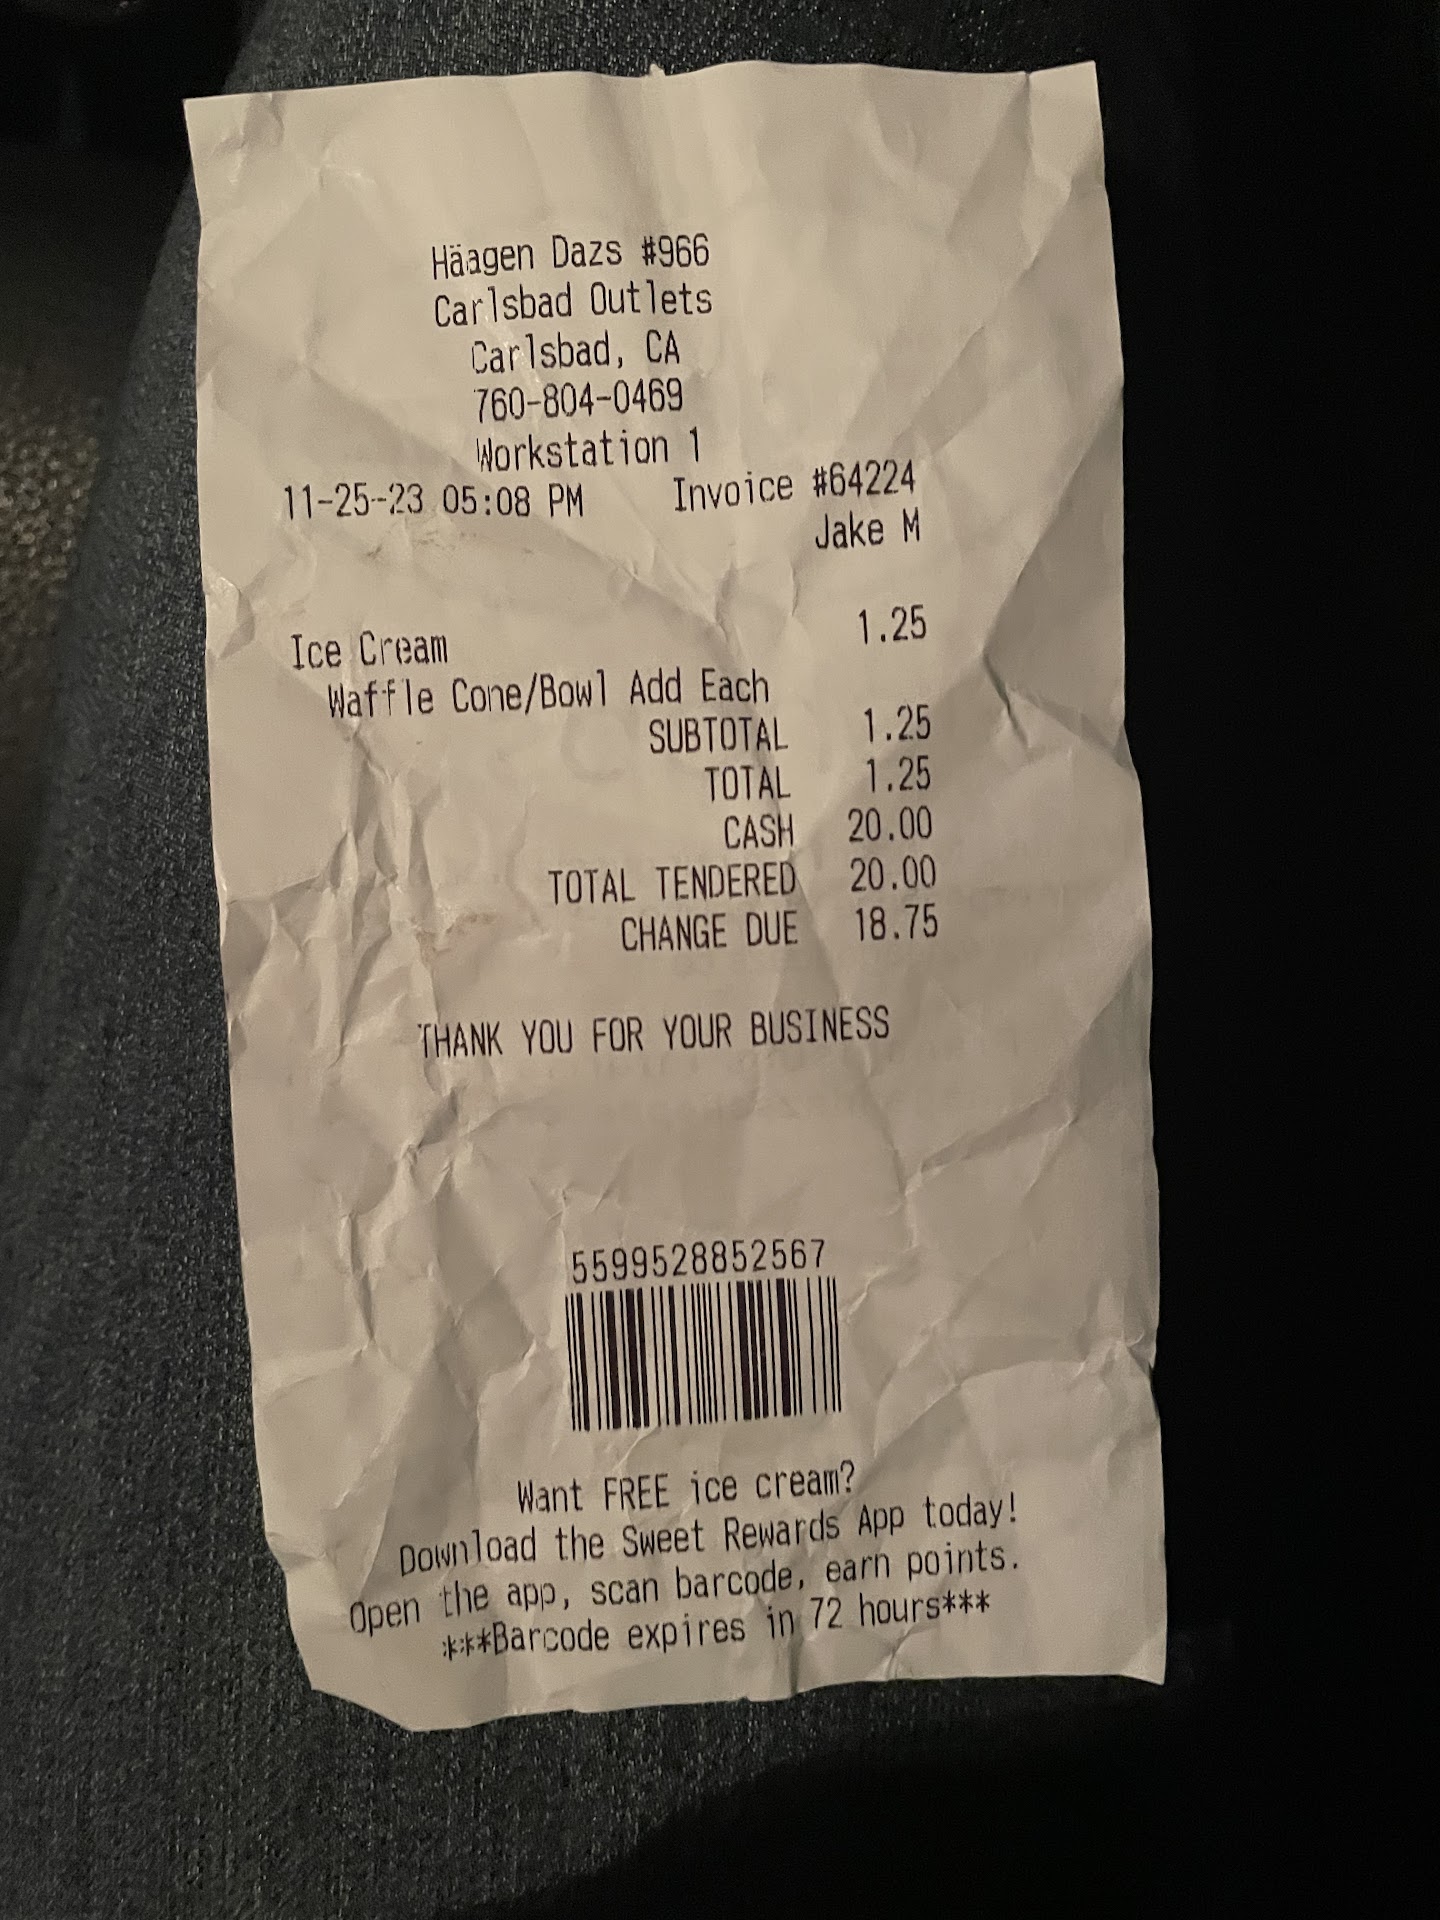 Häagen Dazs #966
Carlsbad Outlets
Carlsbad, CA
760-804-0469
Workstation 1
11-25-23 05:08 PM Invoice #64224
Jake M
Ice Cream 1.25
Waffle Cone/Bowl Add Each
SUBTOTAL 1.25
TOTAL 1.25
CASH 20.00
TOTAL TENDERED 20.00
CHANGE DUE 18.75
THANK YOU FOR YOUR BUSINESS
5599528852567
Want FREE ice cream?
Download the Sweet Rewards App today!
Open the app, scan barcode, earn points.
***Barcode expires in 72 hours***